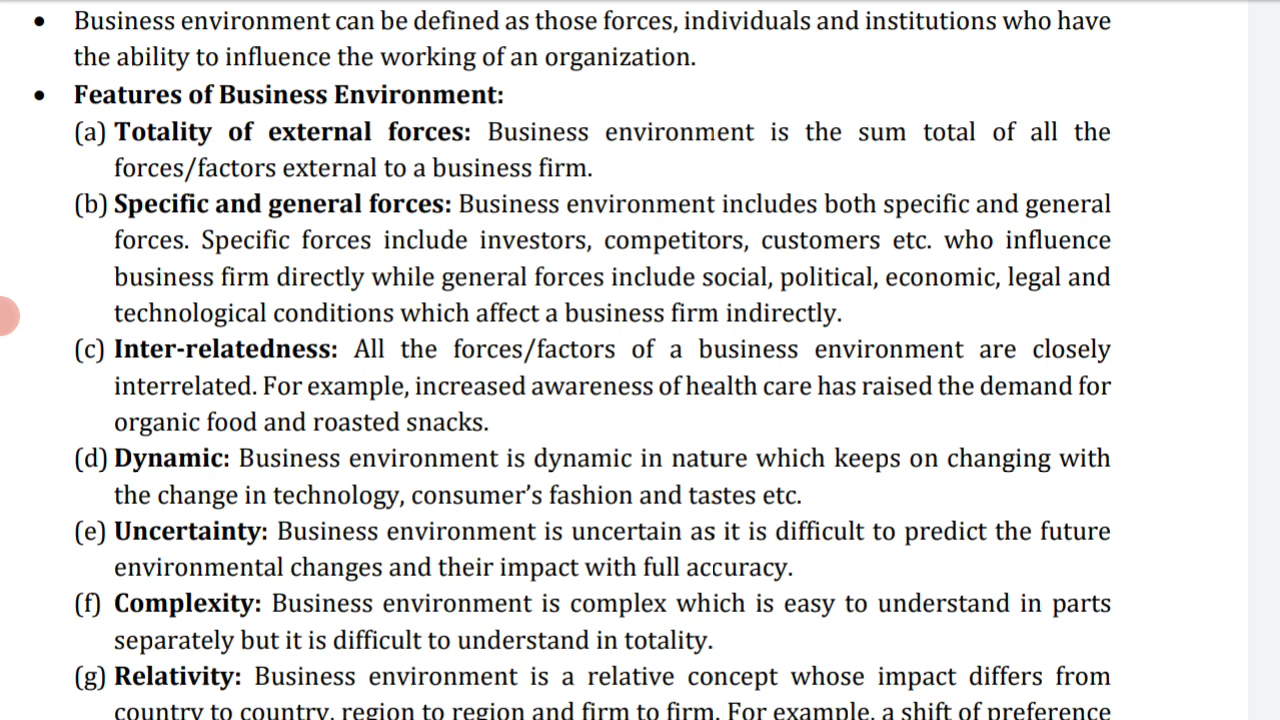 • Business environment can be defined as those forces, individuals and institutions who have
the ability to influence the working of an organization.
• Features of Business Environment:
(a) Totality of external forces: Business environment is the sum total of all the
forces/factors external to a business firm.
(b) Specific and general forces: Business environment includes both specific and general
forces. Specific forces include investors, competitors, customers etc. who influence
business firm directly while general forces include social, political, economic, legal and
technological conditions which affect a business firm indirectly.
(c) Inter-relatedness: All the forces/factors of a business environment are closely
interrelated. For example, increased awareness of health care has raised the demand for
organic food and roasted snacks.
(d) Dynamic: Business environment is dynamic in nature which keeps on changing with
the change in technology, consumer’s fashion and tastes etc.
(e) Uncertainty: Business environment is uncertain as it is difficult to predict the future
environmental changes and their impact with full accuracy.
(f) Complexity: Business environment is complex which is easy to understand in parts
separately but it is difficult to understand in totality.
(g) Relativity: Business environment is a relative concept whose impact differs from
country to country, region to region and firm to firm. For example, a shift of preference